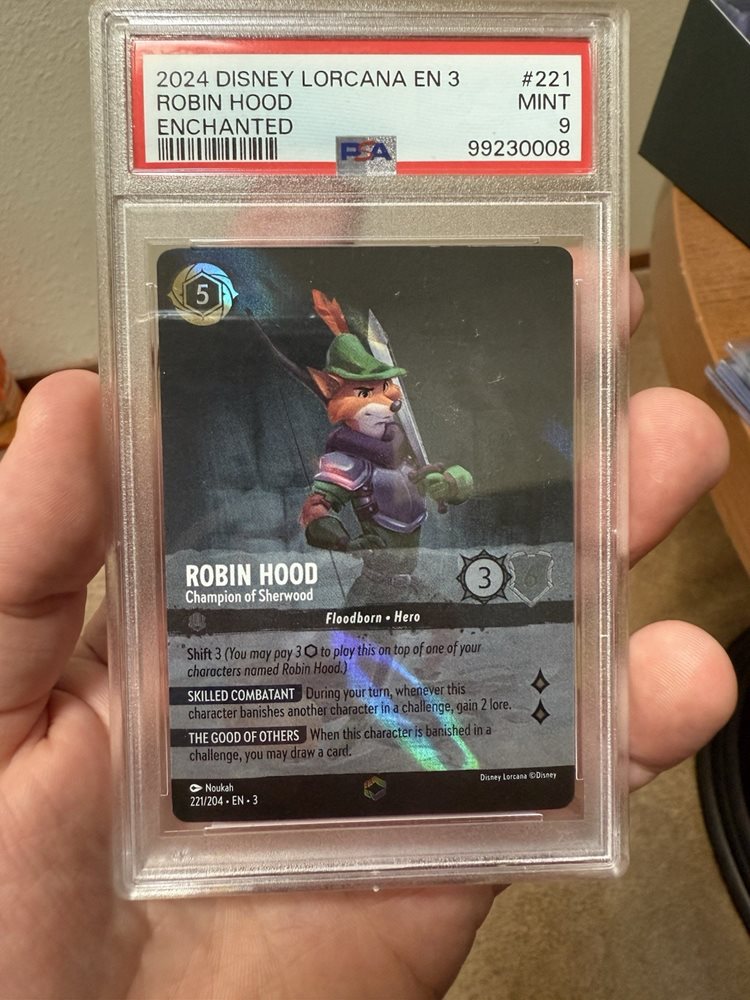 2024 DISNEY LORCANA EN 3 #221
ROBIN HOOD MINT
ENCHANTED 9
PSA 99230008
5
ROBIN HOOD
Champion of Sherwood
3 6
Floodborn • Hero
Shift 3 (You may pay 3 to play this on top of one of your
characters named Robin Hood.)
SKILLED COMBATANT During your turn, whenever this
character banishes another character in a challenge, gain 2 lore.
THE GOOD OF OTHERS When this character is banished in a
challenge, you may draw a card.
Noukah
Disney Lorcana ©Disney
221/204 • EN • 3